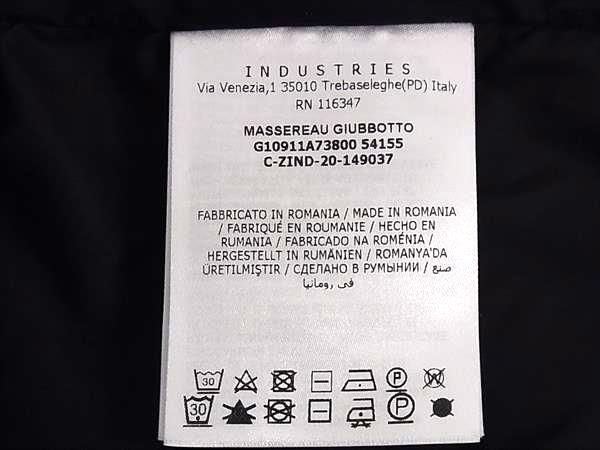 INDUSTRIES
Via Venezia,1 35010 Trebaseleghe(PD) Italy
RN 116347
MASSEREAU GIUBBOTTO
G10911A73800 54155
C-ZIND-20-149037
FABBRICATO IN ROMANIA / MADE IN ROMANIA
/ FABRIQUÉ EN ROUMANIE / HECHO EN
RUMANIA / FABRICADO NA ROMÉNIA /
HERGESTELLT IN RUMÄNIEN / ROMANYA'DA
ÜRETILMIŞTIR / СДЕЛАНО В РУМЫНИИ / صنع
في ,رومانيا
30 P W
30 P